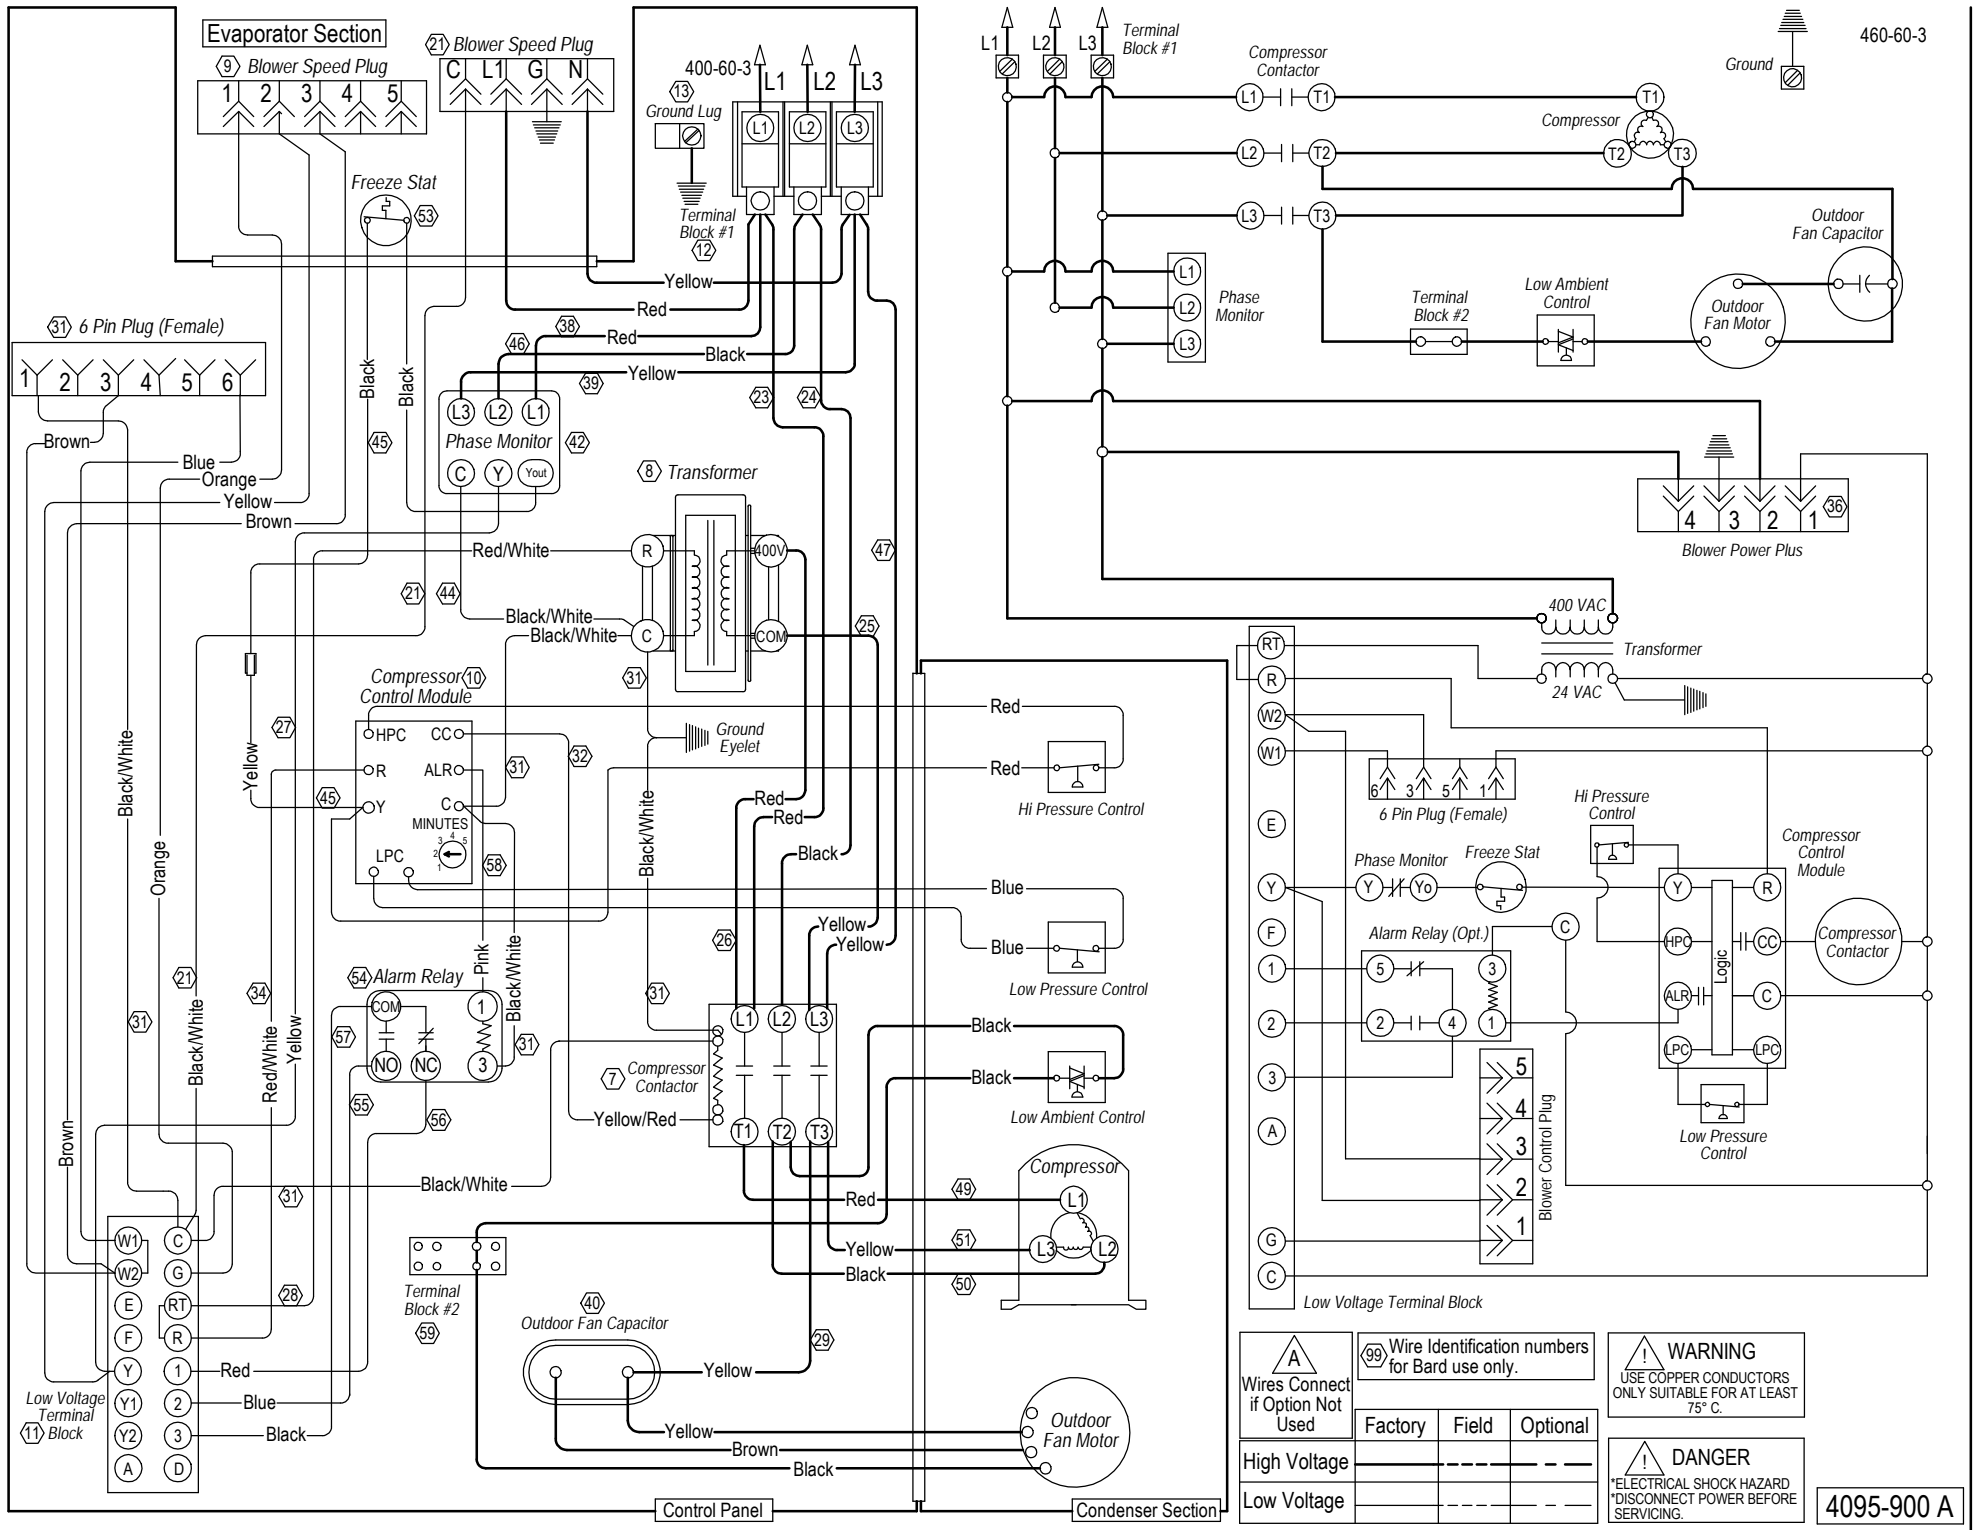 Evaporator Section
9 Blower Speed Plug
1 2 3 4 5
21 Blower Speed Plug
C L1 G N
400-60-3
L1 L2 L3
13
Ground Lug
L1 L2 L3
Terminal
Block #1
12
Freeze Stat
53
31 6 Pin Plug (Female)
1 2 3 4 5 6
Yellow
Red
38
Red
46
Black
39
Yellow
Black
Black
23
24
L3 L2 L1
Phase Monitor
42
C Y Yout
Brown
45
Blue
Orange
Yellow
Brown
8 Transformer
Red/White
R
400V
47
21
44
Black/White
Black/White
C
COM
25
31
Compressor
Control Module
10
HPC CC
R ALR
Y C
MINUTES
1 2 3 4 5
LPC
27
Yellow
45
32
31
58
Ground
Eyelet
Black/White
Black/White
Orange
Red
Red
Black
Yellow
Yellow
26
Red
Red
Hi Pressure Control
Blue
Blue
Low Pressure Control
21
34
31
54 Alarm Relay
COM 1
NO NC 3
Pink
Black/White
31
31
57
55
56
Black/White
Red/White
Yellow
Brown
L1 L2 L3
7
Compressor
Contactor
Yellow/Red
T1 T2 T3
Black
Black
Low Ambient Control
31
Black/White
Compressor
L1
L3 L2
Red
49
Yellow
51
Black
50
W1 C
W2 G
E RT
F R
Y 1
Y1 2
Y2 3
A D
28
Red
Blue
Black
Low Voltage
Terminal
11 Block
Terminal
Block #2
59
40
Outdoor Fan Capacitor
29
Yellow
Yellow
Brown
Black
Outdoor
Fan Motor
Control Panel
Condenser Section
L1 L2 L3
Terminal
Block #1
Compressor
Contactor
Ground
460-60-3
L1 T1
T1
Compressor
L2 T2
T2 T3
L3 T3
Outdoor
Fan Capacitor
L1
L2
L3
Phase
Monitor
Terminal
Block #2
Low Ambient
Control
Outdoor
Fan Motor
4 3 2 1
36
Blower Power Plus
400 VAC
Transformer
24 VAC
RT
R
W2
W1
E
Y
F
1
2
3
A
G
C
6 3 5 1
6 Pin Plug (Female)
Hi Pressure
Control
Compressor
Control
Module
Phase Monitor
Freeze Stat
Y Yo
Y R
Alarm Relay (Opt.)
C
5 3
2 4 1
HPC CC
Logic
ALR C
LPC LPC
Compressor
Contactor
Low Pressure
Control
5
4
3
2
1
Blower Control Plug
Low Voltage Terminal Block
A
Wires Connect
if Option Not
Used
99 Wire Identification numbers
for Bard use only.
Factory Field Optional
High Voltage
Low Voltage
! WARNING
USE COPPER CONDUCTORS
ONLY SUITABLE FOR AT LEAST
75° C.
! DANGER
*ELECTRICAL SHOCK HAZARD
*DISCONNECT POWER BEFORE
SERVICING.
4095-900 A